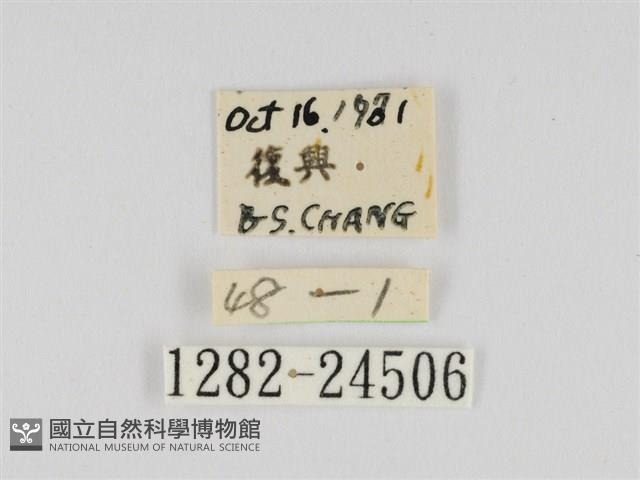 Oct 16. 1981
復興
B S. CHANG
48 — 1
1282-24506
國立自然科學博物館
NATIONAL MUSEUM OF NATURAL SCIENCE